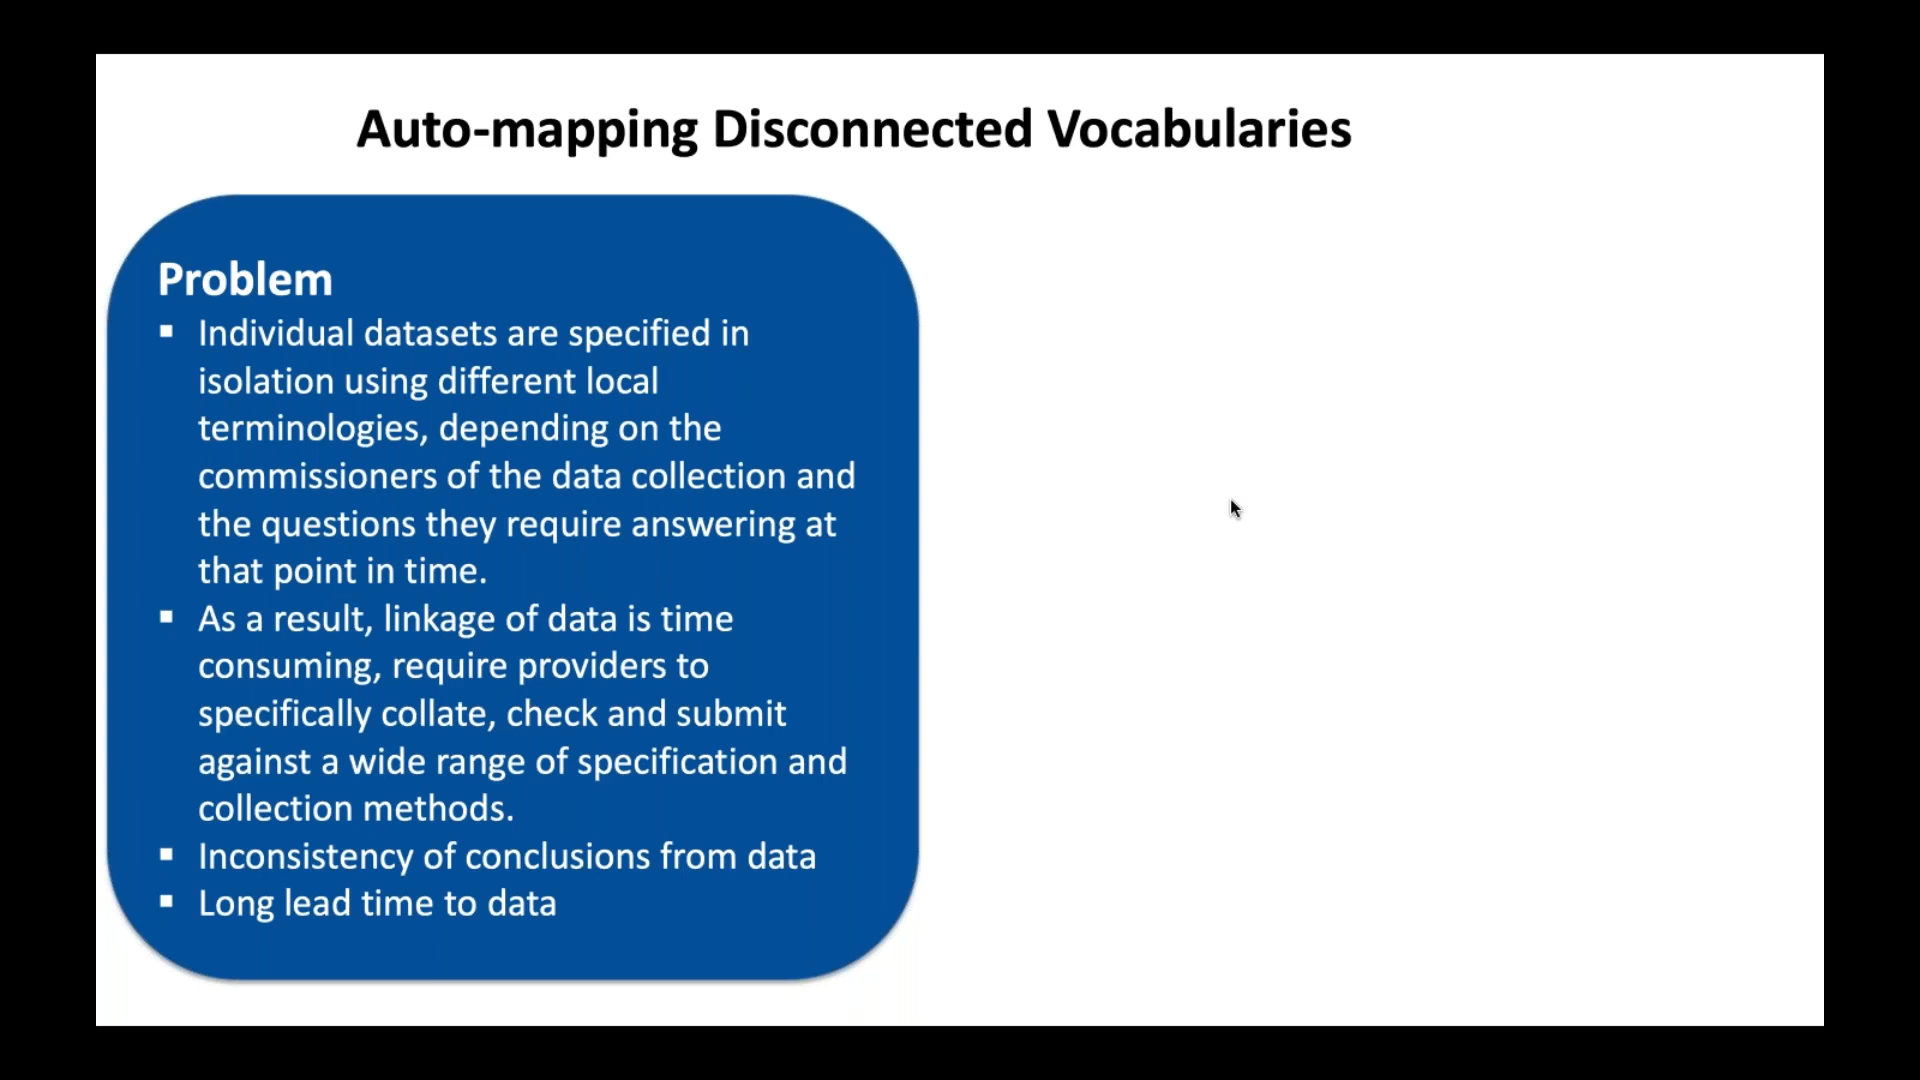 Auto-mapping Disconnected Vocabularies
Problem
▪ Individual datasets are specified in
isolation using different local
terminologies, depending on the
commissioners of the data collection and
the questions they require answering at
that point in time.
▪ As a result, linkage of data is time
consuming, require providers to
specifically collate, check and submit
against a wide range of specification and
collection methods.
▪ Inconsistency of conclusions from data
▪ Long lead time to data